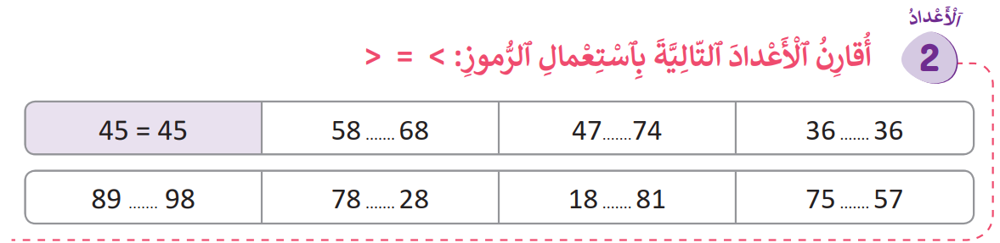 ٱلْأَعْدادُ
2 أُقارِنُ ٱلْأَعْدادَ ٱلتّالِيَّةَ بِٱسْتِعْمالِ ٱلرُّموزِ: < = >
45 = 45 58 ....... 68 47.......74 36 ....... 36
89 ....... 98 78 ....... 28 18 ....... 81 75 ....... 57